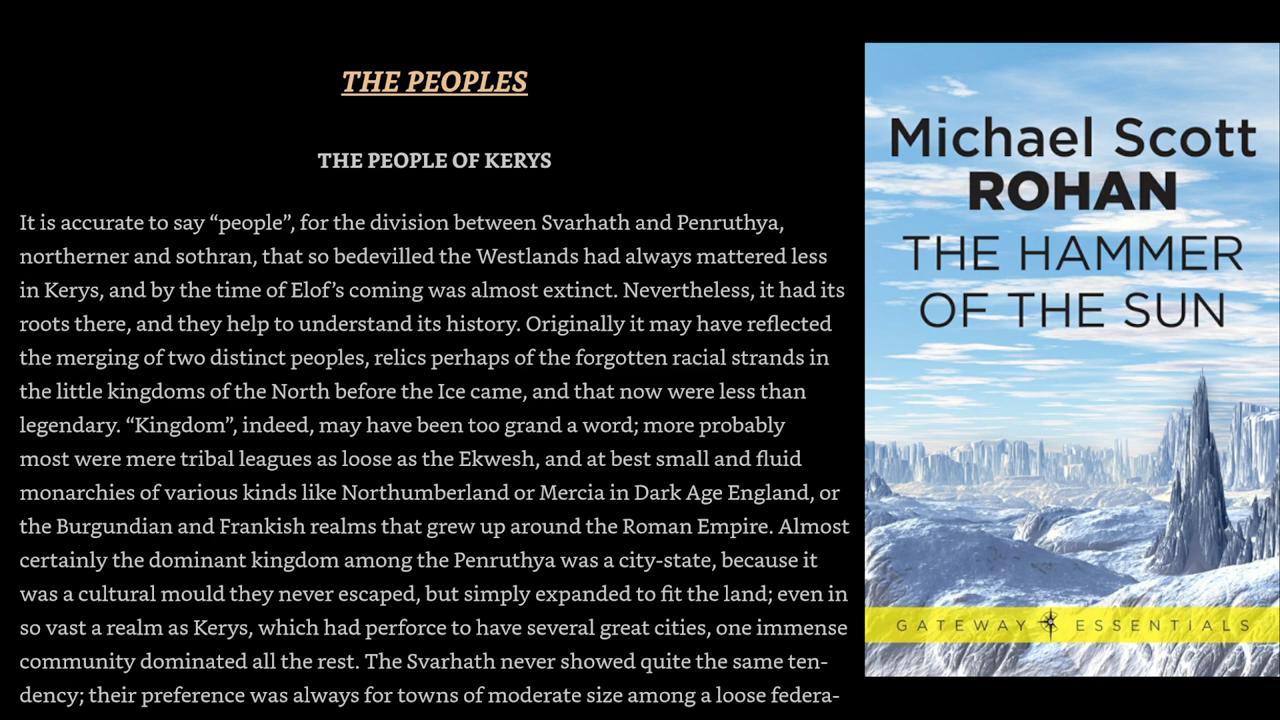 THE PEOPLES
THE PEOPLE OF KERYS
It is accurate to say “people”, for the division between Svarhath and Penruthya,
northerner and sothran, that so bedevilled the Westlands had always mattered less
in Kerys, and by the time of Elof’s coming was almost extinct. Nevertheless, it had its
roots there, and they help to understand its history. Originally it may have reflected
the merging of two distinct peoples, relics perhaps of the forgotten racial strands in
the little kingdoms of the North before the Ice came, and that now were less than
legendary. “Kingdom”, indeed, may have been too grand a word; more probably
most were mere tribal leagues as loose as the Ekwesh, and at best small and fluid
monarchies of various kinds like Northumberland or Mercia in Dark Age England, or
the Burgundian and Frankish realms that grew up around the Roman Empire. Almost
certainly the dominant kingdom among the Penruthya was a city-state, because it
was a cultural mould they never escaped, but simply expanded to fit the land; even in
so vast a realm as Kerys, which had perforce to have several great cities, one immense
community dominated all the rest. The Svarhath never showed quite the same ten-
dency; their preference was always for towns of moderate size among a loose federa-
Michael Scott
ROHAN
THE HAMMER
OF THE SUN
GATEWAY ESSENTIALS